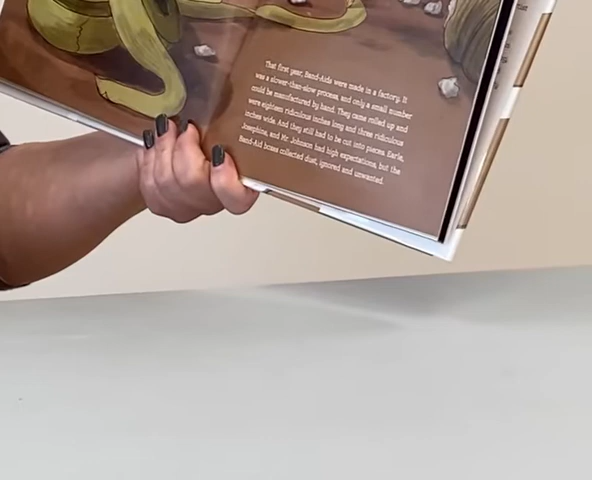 That first year, Band-Aids were made in a factory. It
was a slower-than-slow process, and only a small number
could be manufactured by hand. They came rolled up and
were eighteen ridiculous inches long and three ridiculous
inches wide. And they still had to be cut into pieces. Earle,
Josephine, and Mr. Johnson had high expectations, but the
Band-Aid boxes collected dust, ignored and unwanted.